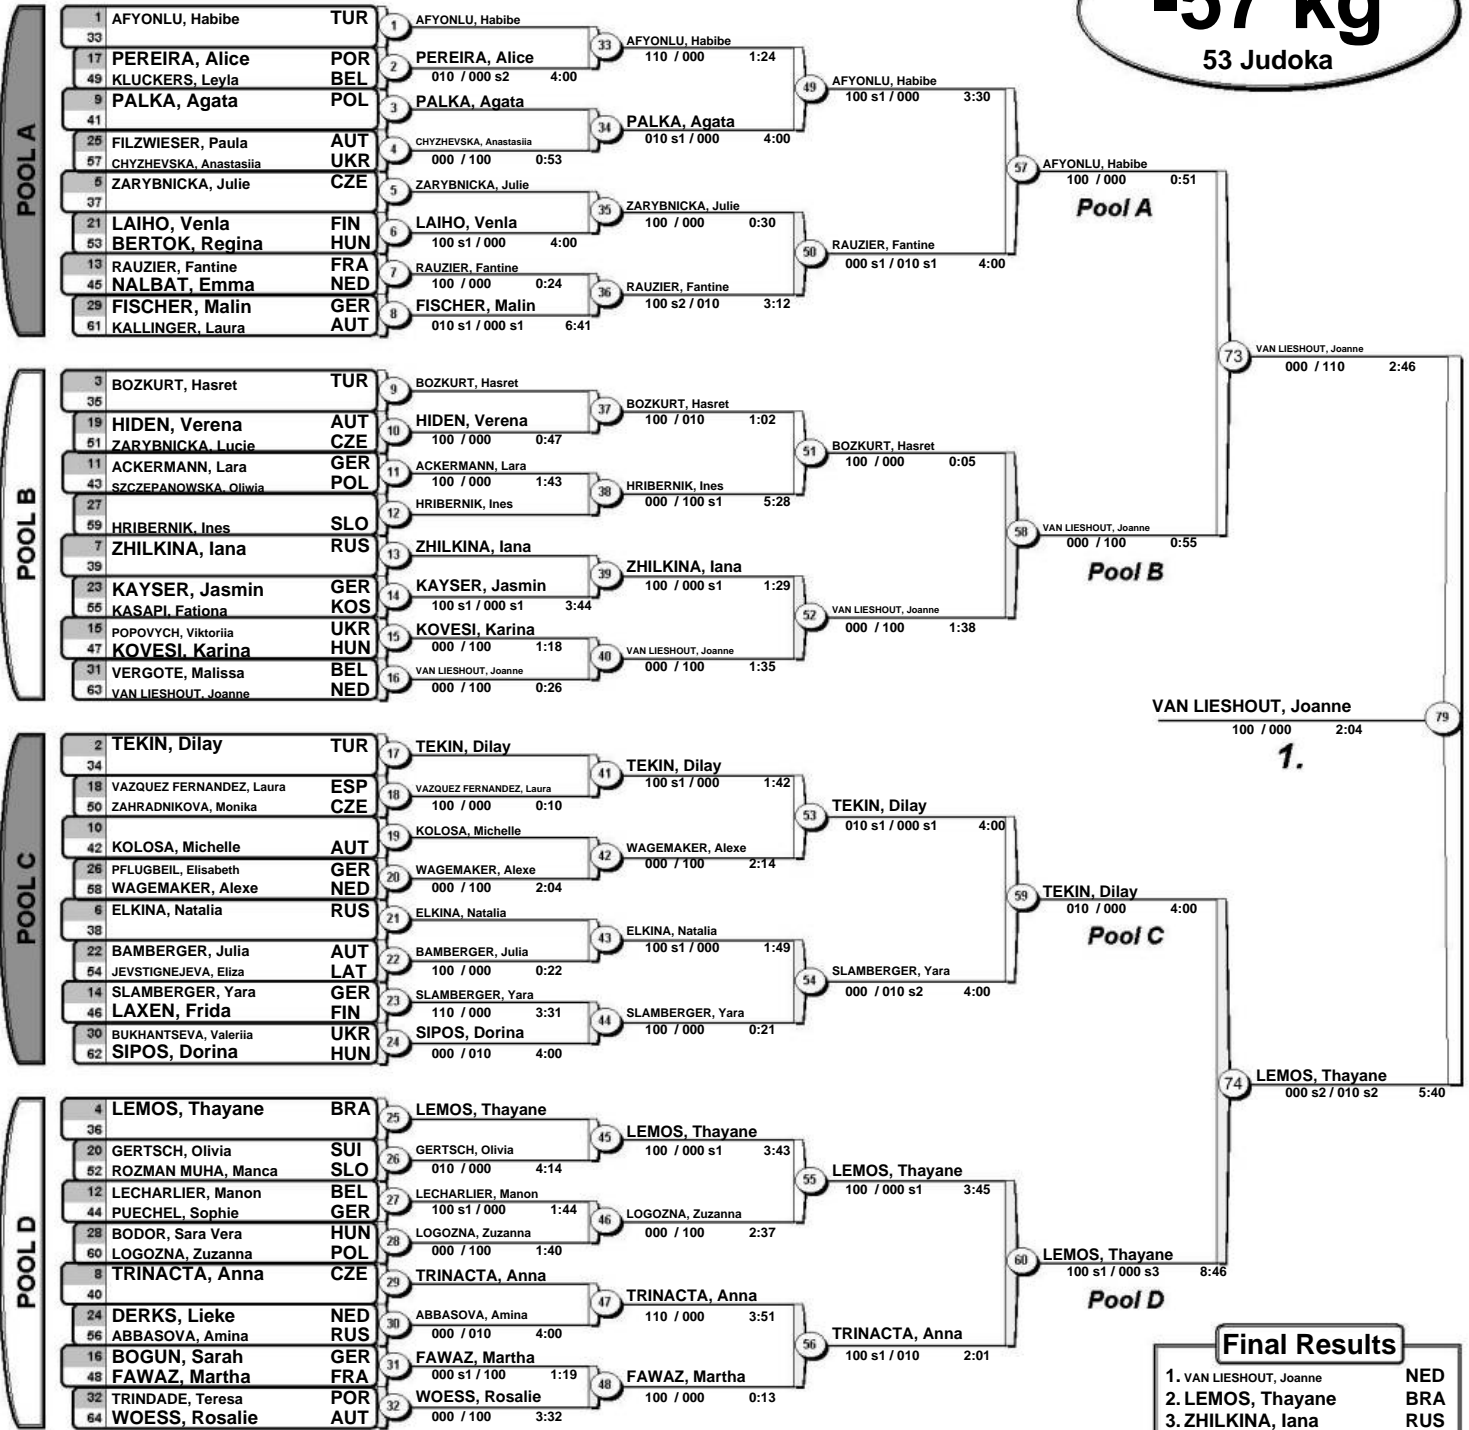 -57 kg
53 Judoka
POOL A
1 AFYONLU, Habibe TUR
33
17 PEREIRA, Alice POR
49 KLUCKERS, Leyla BEL
9 PALKA, Agata POL
41
25 FILZWIESER, Paula AUT
57 CHYZHEVSKA, Anastasiia UKR
5 ZARYBNICKA, Julie CZE
37
21 LAIHO, Venla FIN
53 BERTOK, Regina HUN
13 RAUZIER, Fantine FRA
45 NALBAT, Emma NED
29 FISCHER, Malin GER
61 KALLINGER, Laura AUT
1 AFYONLU, Habibe
2 PEREIRA, Alice
010 / 000 s2 4:00
3 PALKA, Agata
4 CHYZHEVSKA, Anastasiia
000 / 100 0:53
5 ZARYBNICKA, Julie
6 LAIHO, Venla
100 s1 / 000 4:00
7 RAUZIER, Fantine
100 / 000 0:24
8 FISCHER, Malin
010 s1 / 000 s1 6:41
33 AFYONLU, Habibe
110 / 000 1:24
34 PALKA, Agata
010 s1 / 000 4:00
35 ZARYBNICKA, Julie
100 / 000 0:30
36 RAUZIER, Fantine
100 s2 / 010 3:12
49 AFYONLU, Habibe
100 s1 / 000 3:30
50 RAUZIER, Fantine
000 s1 / 010 s1 4:00
57 AFYONLU, Habibe
100 / 000 0:51
Pool A
POOL B
3 BOZKURT, Hasret TUR
35
19 HIDEN, Verena AUT
51 ZARYBNICKA, Lucie CZE
11 ACKERMANN, Lara GER
43 SZCZEPANOWSKA, Oliwia POL
27
59 HRIBERNIK, Ines SLO
7 ZHILKINA, Iana RUS
39
23 KAYSER, Jasmin GER
55 KASAPI, Fationa KOS
15 POPOVYCH, Viktoriia UKR
47 KOVESI, Karina HUN
31 VERGOTE, Malissa BEL
63 VAN LIESHOUT, Joanne NED
9 BOZKURT, Hasret
10 HIDEN, Verena
100 / 000 0:47
11 ACKERMANN, Lara
100 / 000 1:43
12 HRIBERNIK, Ines
13 ZHILKINA, Iana
14 KAYSER, Jasmin
100 s1 / 000 s1 3:44
15 KOVESI, Karina
000 / 100 1:18
16 VAN LIESHOUT, Joanne
000 / 100 0:26
37 BOZKURT, Hasret
100 / 010 1:02
38 HRIBERNIK, Ines
000 / 100 s1 5:28
39 ZHILKINA, Iana
100 / 000 s1 1:29
40 VAN LIESHOUT, Joanne
000 / 100 1:35
51 BOZKURT, Hasret
100 / 000 0:05
52 VAN LIESHOUT, Joanne
000 / 100 1:38
58 VAN LIESHOUT, Joanne
000 / 100 0:55
Pool B
73 VAN LIESHOUT, Joanne
000 / 110 2:46
VAN LIESHOUT, Joanne 79
100 / 000 2:04
1.
POOL C
2 TEKIN, Dilay TUR
34
18 VAZQUEZ FERNANDEZ, Laura ESP
50 ZAHRADNIKOVA, Monika CZE
10
42 KOLOSA, Michelle AUT
26 PFLUGBEIL, Elisabeth GER
58 WAGEMAKER, Alexe NED
6 ELKINA, Natalia RUS
38
22 BAMBERGER, Julia AUT
54 JEVSTIGNEJEVA, Eliza LAT
14 SLAMBERGER, Yara GER
46 LAXEN, Frida FIN
30 BUKHANTSEVA, Valeriia UKR
62 SIPOS, Dorina HUN
17 TEKIN, Dilay
18 VAZQUEZ FERNANDEZ, Laura
100 / 000 0:10
19 KOLOSA, Michelle
20 WAGEMAKER, Alexe
000 / 100 2:04
21 ELKINA, Natalia
22 BAMBERGER, Julia
100 / 000 0:22
23 SLAMBERGER, Yara
110 / 000 3:31
24 SIPOS, Dorina
000 / 010 4:00
41 TEKIN, Dilay
100 s1 / 000 1:42
42 WAGEMAKER, Alexe
000 / 100 2:14
43 ELKINA, Natalia
100 s1 / 000 1:49
44 SLAMBERGER, Yara
100 / 000 0:21
53 TEKIN, Dilay
010 s1 / 000 s1 4:00
54 SLAMBERGER, Yara
000 / 010 s2 4:00
59 TEKIN, Dilay
010 / 000 4:00
Pool C
POOL D
4 LEMOS, Thayane BRA
36
20 GERTSCH, Olivia SUI
52 ROZMAN MUHA, Manca SLO
12 LECHARLIER, Manon BEL
44 PUECHEL, Sophie GER
28 BODOR, Sara Vera HUN
60 LOGOZNA, Zuzanna POL
8 TRINACTA, Anna CZE
40
24 DERKS, Lieke NED
56 ABBASOVA, Amina RUS
16 BOGUN, Sarah GER
48 FAWAZ, Martha FRA
32 TRINDADE, Teresa POR
64 WOESS, Rosalie AUT
25 LEMOS, Thayane
26 GERTSCH, Olivia
010 / 000 4:14
27 LECHARLIER, Manon
100 s1 / 000 1:44
28 LOGOZNA, Zuzanna
000 / 100 1:40
29 TRINACTA, Anna
30 ABBASOVA, Amina
000 / 010 4:00
31 FAWAZ, Martha
000 s1 / 100 1:19
32 WOESS, Rosalie
000 / 100 3:32
45 LEMOS, Thayane
100 / 000 s1 3:43
46 LOGOZNA, Zuzanna
000 / 100 2:37
47 TRINACTA, Anna
110 / 000 3:51
48 FAWAZ, Martha
100 / 000 0:13
55 LEMOS, Thayane
100 / 000 s1 3:45
56 TRINACTA, Anna
100 s1 / 010 2:01
60 LEMOS, Thayane
100 s1 / 000 s3 8:46
Pool D
74 LEMOS, Thayane
000 s2 / 010 s2 5:40
Final Results
1. VAN LIESHOUT, Joanne NED
2. LEMOS, Thayane BRA
3. ZHILKINA, Iana RUS